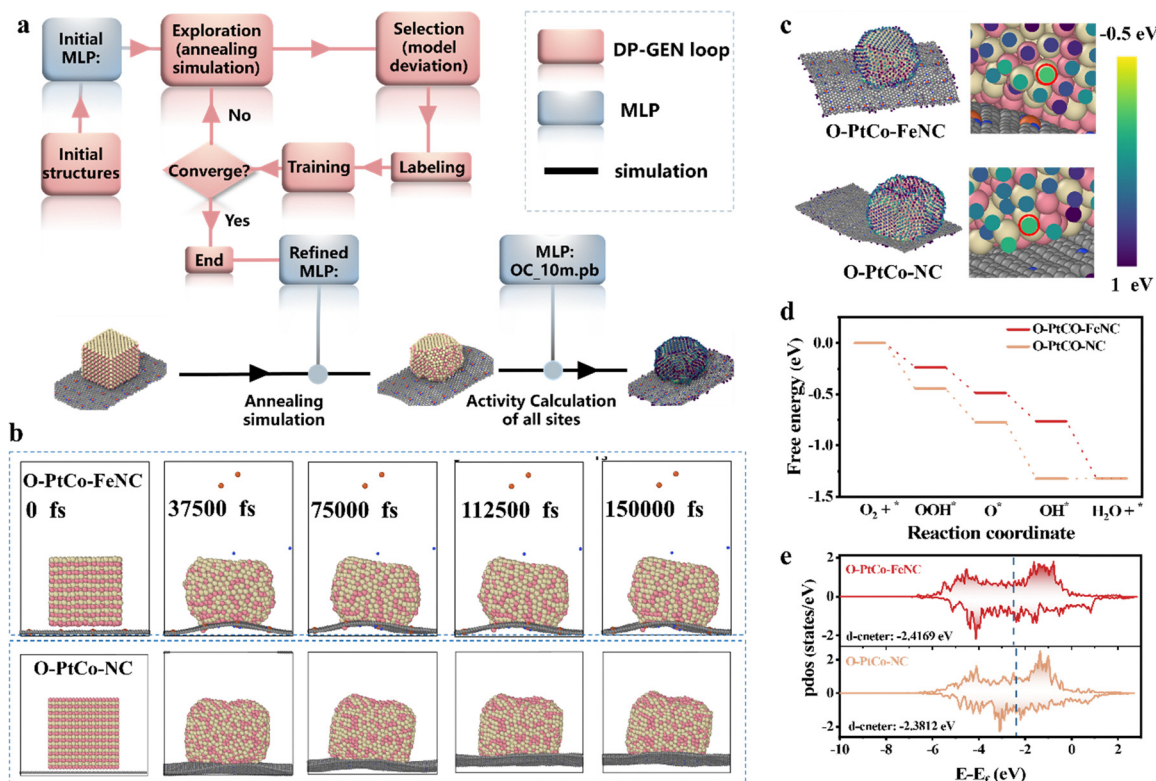 a
Initial
MLP:
Exploration
(annealing
simulation)
Selection
(model
deviation)
DP-GEN loop
No
MLP
Initial
structures
Converge?
Training
Labeling
simulation
Yes
End
Refined
MLP:
MLP:
OC_10m.pb
Annealing
simulation
Activity Calculation
of all sites
b
O-PtCo-FeNC
0 fs
37500 fs
75000 fs
112500 fs
150000 fs
O-PtCo-NC
c
-0.5 eV
O-PtCo-FeNC
O-PtCo-NC
1 eV
d
O-PtCO-FeNC
O-PtCO-NC
Free energy (eV)
0.0
-0.5
-1.0
-1.5
O₂ + *
OOH*
O*
OH*
H₂O + *
Reaction coordinate
e
O-PtCo-FeNC
d-cneter: -2.4169 eV
O-PtCo-NC
d-cneter: -2.3812 eV
pdos (states/eV)
2
0
-2
2
0
-2
-10
-8
-6
-4
-2
0
2
E-E_f (eV)